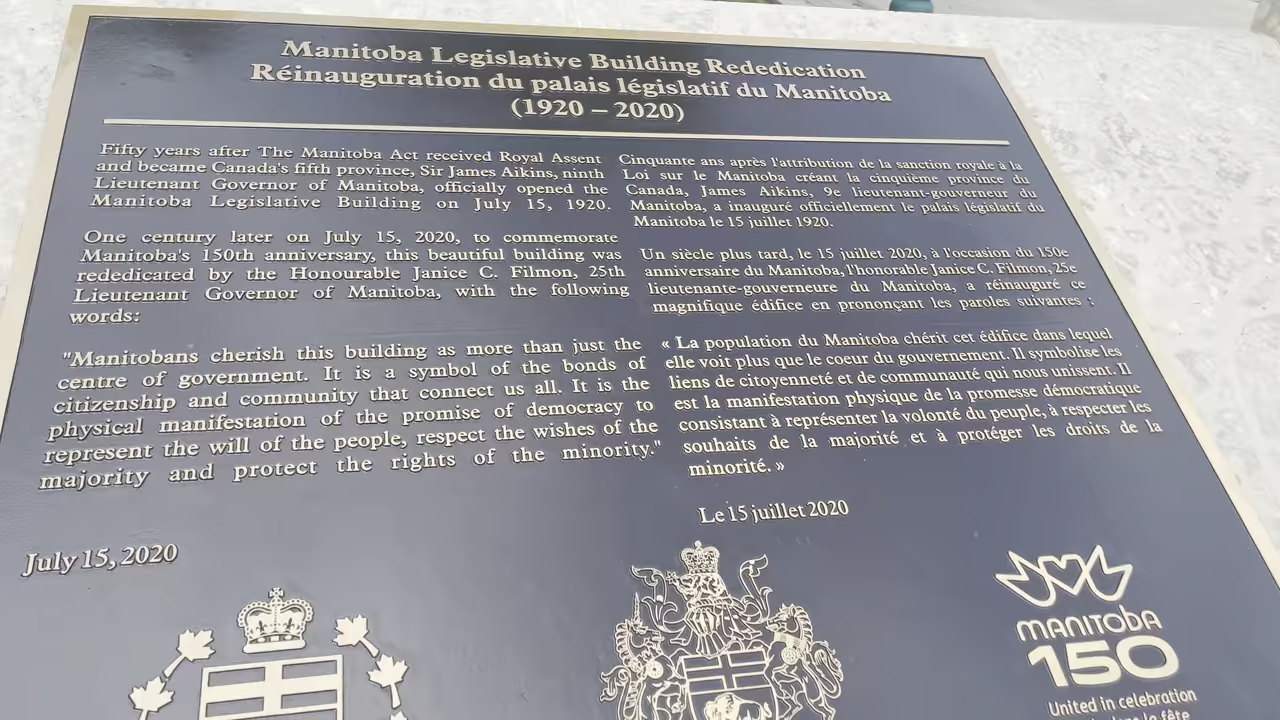 Manitoba Legislative Building Rededication
Réinauguration du palais législatif du Manitoba
(1920 – 2020)
Fifty years after The Manitoba Act received Royal Assent
and became Canada's fifth province, Sir James Aikins, ninth
Lieutenant Governor of Manitoba, officially opened the
Manitoba Legislative Building on July 15, 1920.
One century later on July 15, 2020, to commemorate
Manitoba's 150th anniversary, this beautiful building was
rededicated by the Honourable Janice C. Filmon, 25th
Lieutenant Governor of Manitoba, with the following
words:
"Manitobans cherish this building as more than just the
centre of government. It is a symbol of the bonds of
citizenship and community that connect us all. It is the
physical manifestation of the promise of democracy to
represent the will of the people, respect the wishes of the
majority and protect the rights of the minority."
July 15, 2020
Cinquante ans après l'attribution de la sanction royale à la
Loi sur le Manitoba créant la cinquième province du
Canada, James Aikins, 9e lieutenant-gouverneur du
Manitoba, a inauguré officiellement le palais législatif du
Manitoba le 15 juillet 1920.
Un siècle plus tard, le 15 juillet 2020, à l'occasion du 150e
anniversaire du Manitoba, l'honorable Janice C. Filmon, 25e
lieutenante-gouverneure du Manitoba, a réinauguré ce
magnifique édifice en prononçant les paroles suivantes :
« La population du Manitoba chérit cet édifice dans lequel
elle voit plus que le coeur du gouvernement. Il symbolise les
liens de citoyenneté et de communauté qui nous unissent. Il
est la manifestation physique de la promesse démocratique
consistant à représenter la volonté du peuple, à respecter les
souhaits de la majorité et à protéger les droits de la
minorité. »
Le 15 juillet 2020
MANITOBA
150
United in celebration
la fête